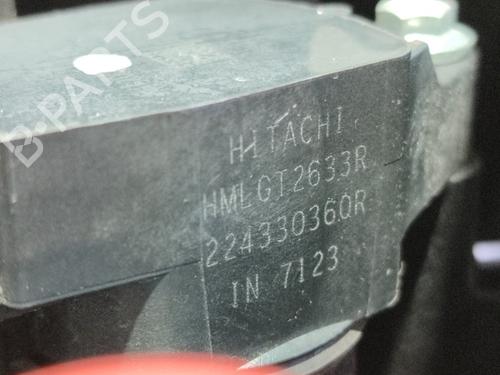 B-PARTS
HITACHI
HMLGT2633R
224330360R
IN 7123